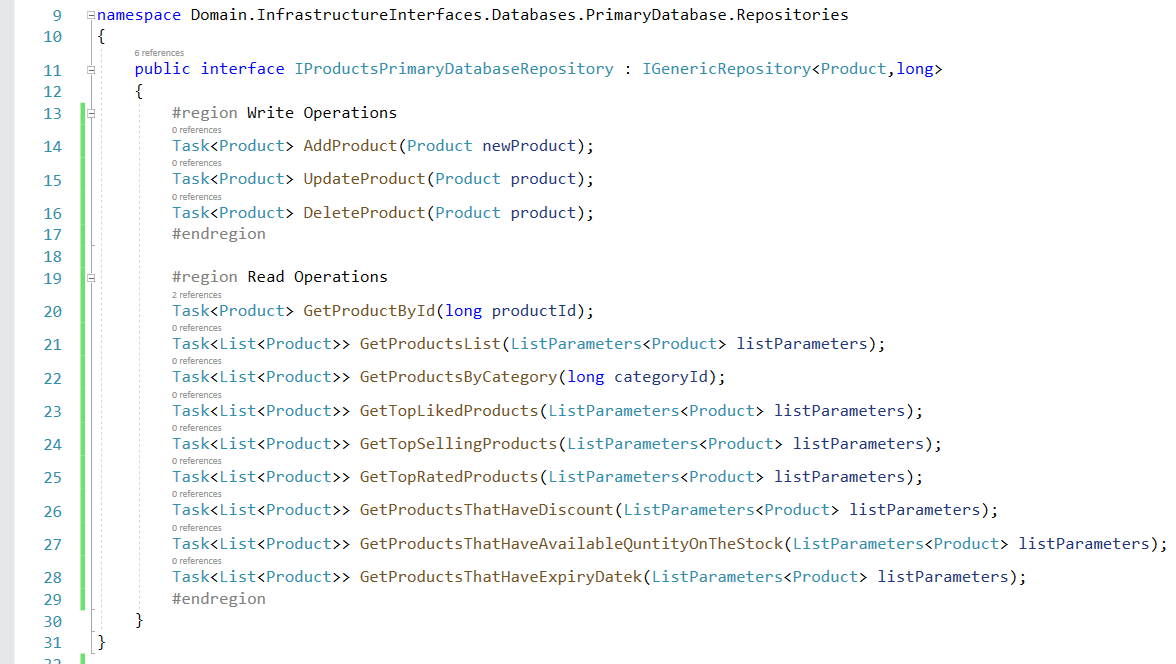 9 namespace Domain.InfrastructureInterfaces.Databases.PrimaryDatabase.Repositories
10 {
6 references
11 public interface IProductsPrimaryDatabaseRepository : IGenericRepository<Product,long>
12 {
13 #region Write Operations
0 references
14 Task<Product> AddProduct(Product newProduct);
0 references
15 Task<Product> UpdateProduct(Product product);
0 references
16 Task<Product> DeleteProduct(Product product);
17 #endregion
18
19 #region Read Operations
2 references
20 Task<Product> GetProductById(long productId);
0 references
21 Task<List<Product>> GetProductsList(ListParameters<Product> listParameters);
0 references
22 Task<List<Product>> GetProductsByCategory(long categoryId);
0 references
23 Task<List<Product>> GetTopLikedProducts(ListParameters<Product> listParameters);
0 references
24 Task<List<Product>> GetTopSellingProducts(ListParameters<Product> listParameters);
0 references
25 Task<List<Product>> GetTopRatedProducts(ListParameters<Product> listParameters);
0 references
26 Task<List<Product>> GetProductsThatHaveDiscount(ListParameters<Product> listParameters);
0 references
27 Task<List<Product>> GetProductsThatHaveAvailableQuntityOnTheStock(ListParameters<Product> listParameters);
0 references
28 Task<List<Product>> GetProductsThatHaveExpiryDatek(ListParameters<Product> listParameters);
29 #endregion
30 }
31 }
32